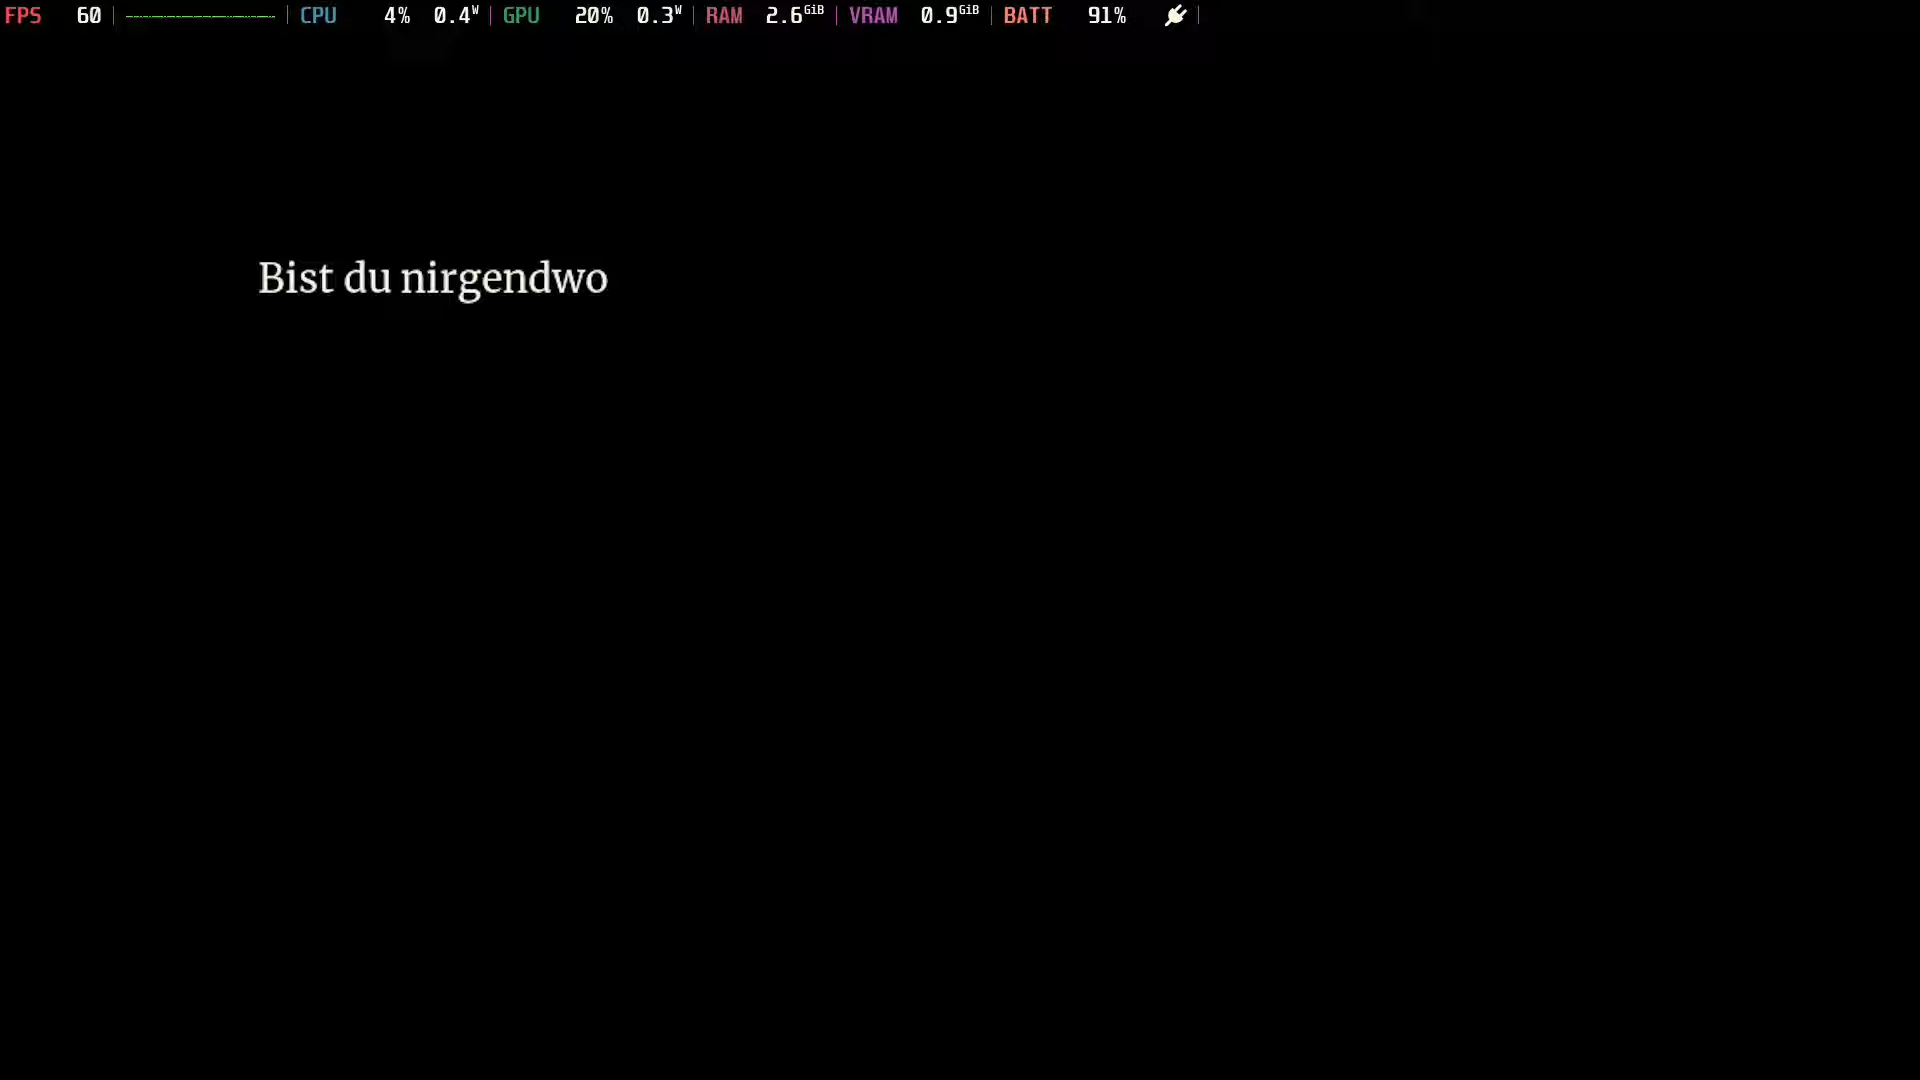 FPS 60 CPU 4% 0.4W GPU 20% 0.3W RAM 2.6GiB VRAM 0.9GiB BATT 91%
Bist du nirgendwo